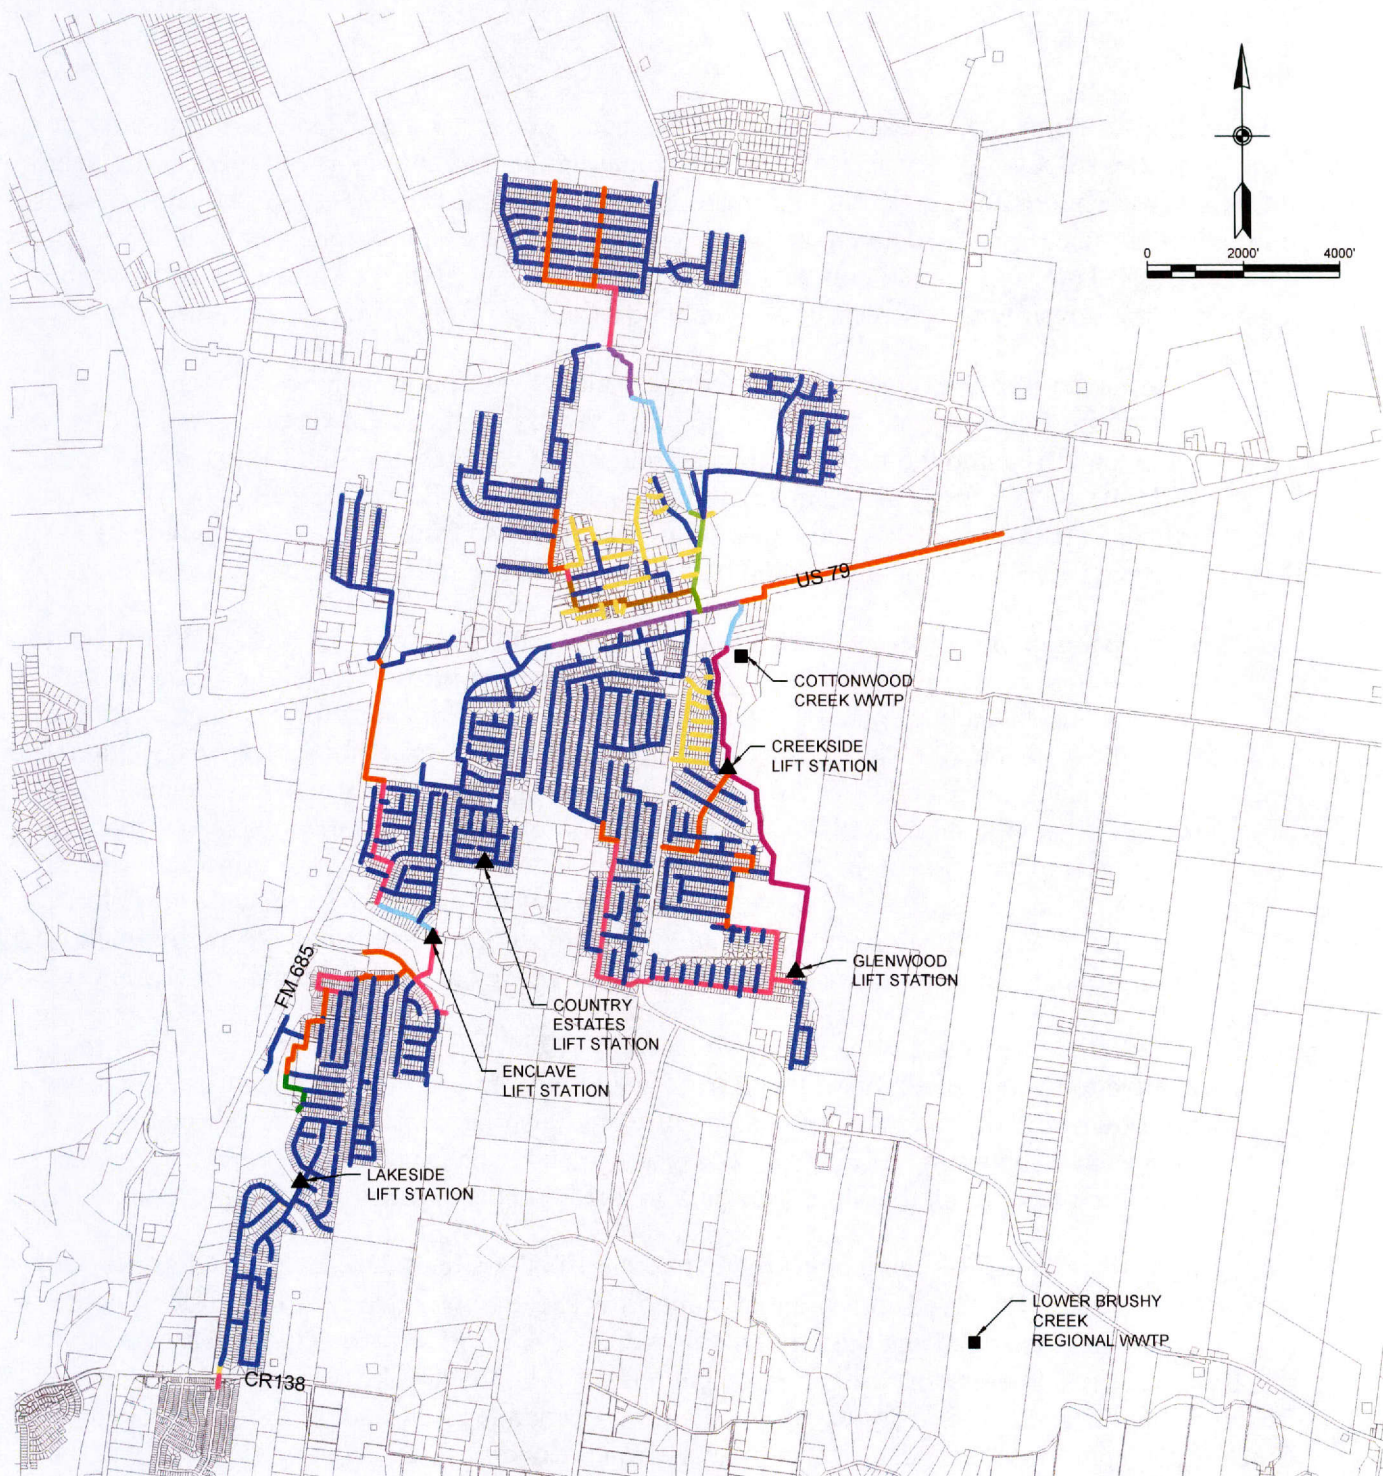 0 2000' 4000'
US 79
COTTONWOOD
CREEK WWTP
CREEKSIDE
LIFT STATION
GLENWOOD
LIFT STATION
FM 685
COUNTRY
ESTATES
LIFT STATION
ENCLAVE
LIFT STATION
LAKESIDE
LIFT STATION
LOWER BRUSHY
CREEK
REGIONAL WWTP
CR138